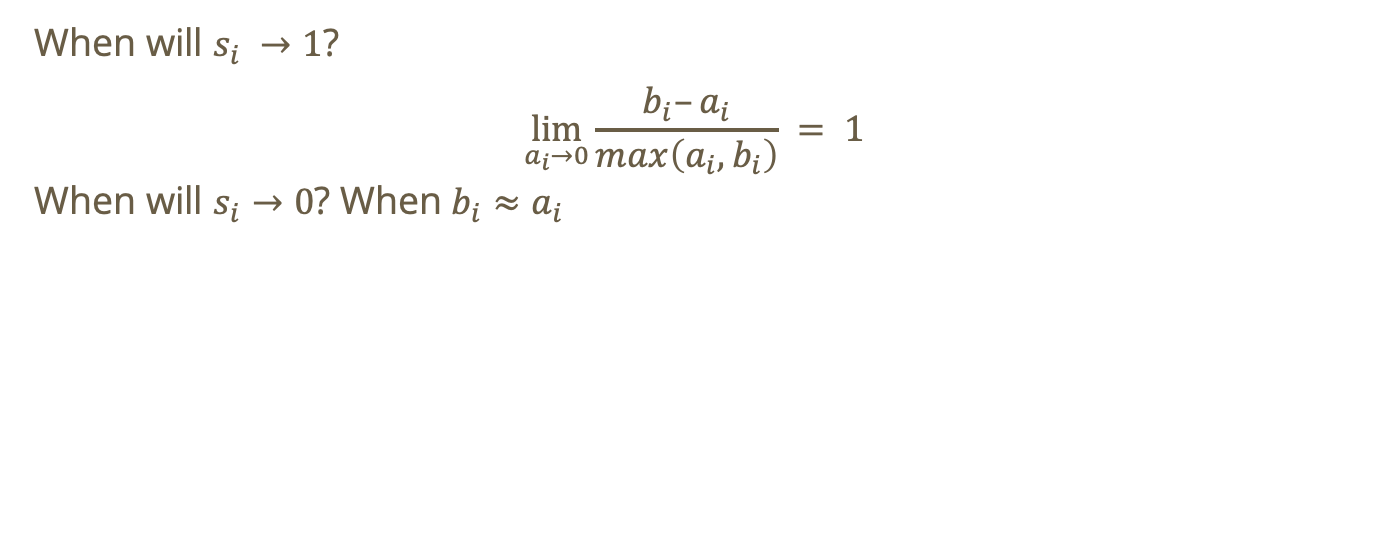 When will sᵢ → 1?
lim aᵢ→0 bᵢ− aᵢ / max(aᵢ, bᵢ) = 1
When will sᵢ → 0? When bᵢ ≈ aᵢ